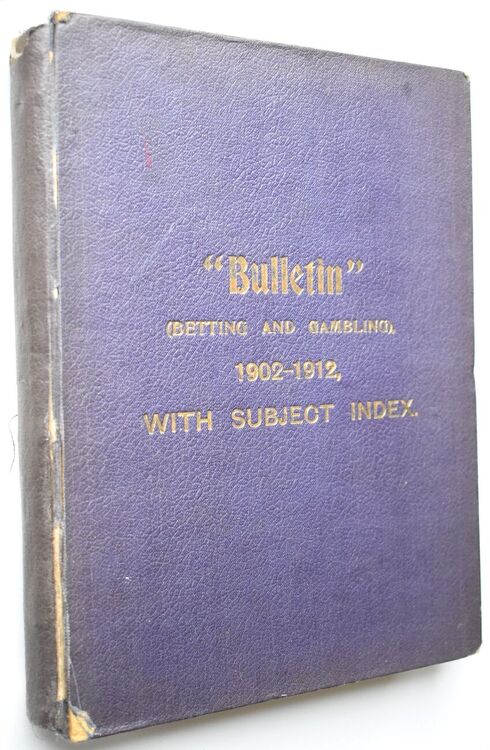 "Bulletin"
(BETTING AND GAMBLING),
1902-1912,
WITH SUBJECT INDEX.